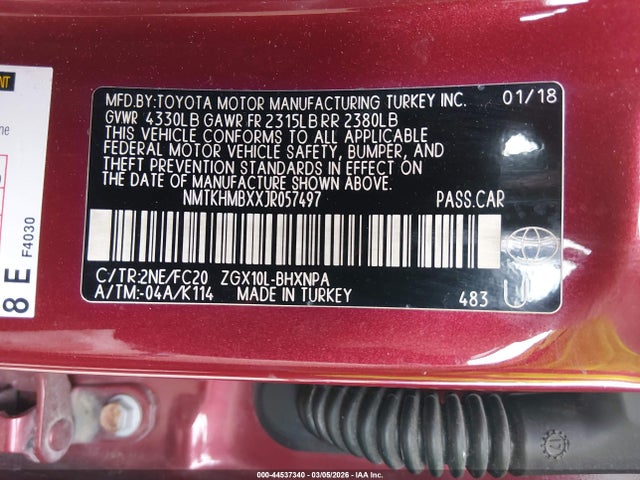 MFD.BY:TOYOTA MOTOR MANUFACTURING TURKEY INC. 01/18
GVWR 4330LB GAWR FR 2315LB RR 2380LB
THIS VEHICLE CONFORMS TO ALL APPLICABLE
FEDERAL MOTOR VEHICLE SAFETY, BUMPER, AND
THEFT PREVENTION STANDARDS IN EFFECT ON
THE DATE OF MANUFACTURE SHOWN ABOVE.
NMTKHMBXXJR057497 PASS.CAR
C/TR:2NE/FC20 ZGX10L-BHXNPA
A/TM:-04A/K114 MADE IN TURKEY 483
8 E F4030
000-44537340 - 03/05/2026 - IAA Inc.